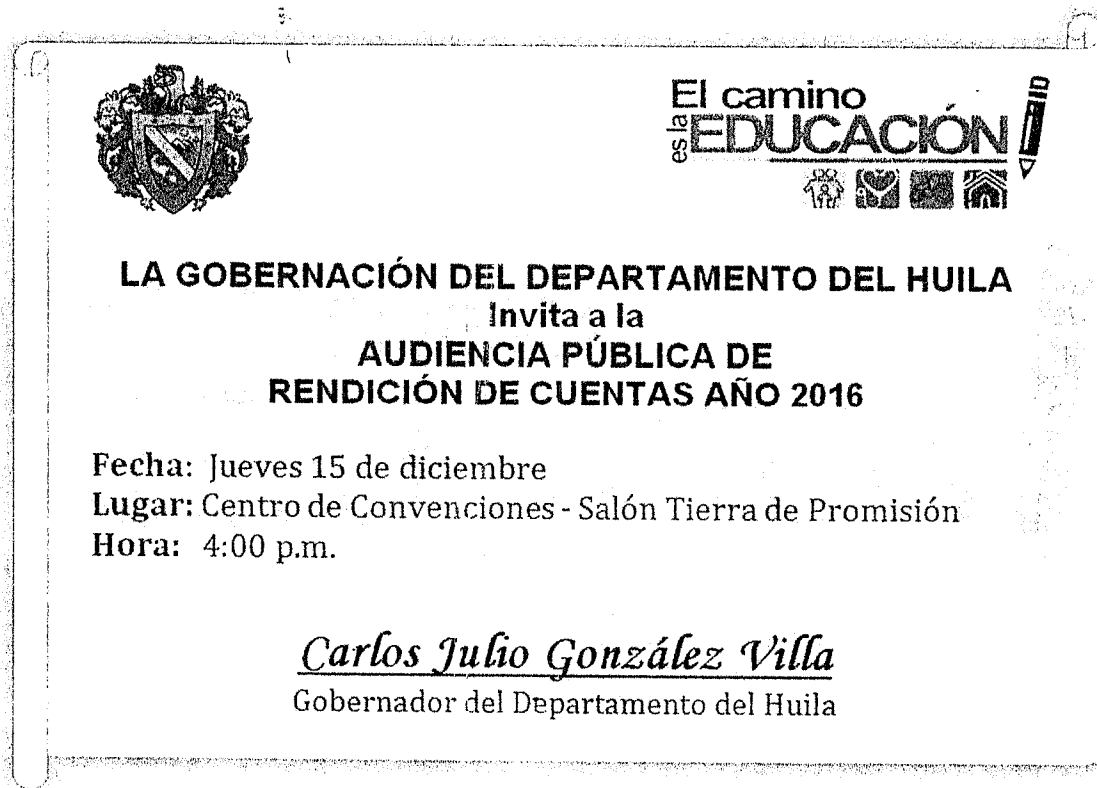 El camino
es la EDUCACIÓN
LA GOBERNACIÓN DEL DEPARTAMENTO DEL HUILA
Invita a la
AUDIENCIA PÚBLICA DE
RENDICIÓN DE CUENTAS AÑO 2016
Fecha: Jueves 15 de diciembre
Lugar: Centro de Convenciones - Salón Tierra de Promisión
Hora: 4:00 p.m.
Carlos Julio González Villa
Gobernador del Departamento del Huila